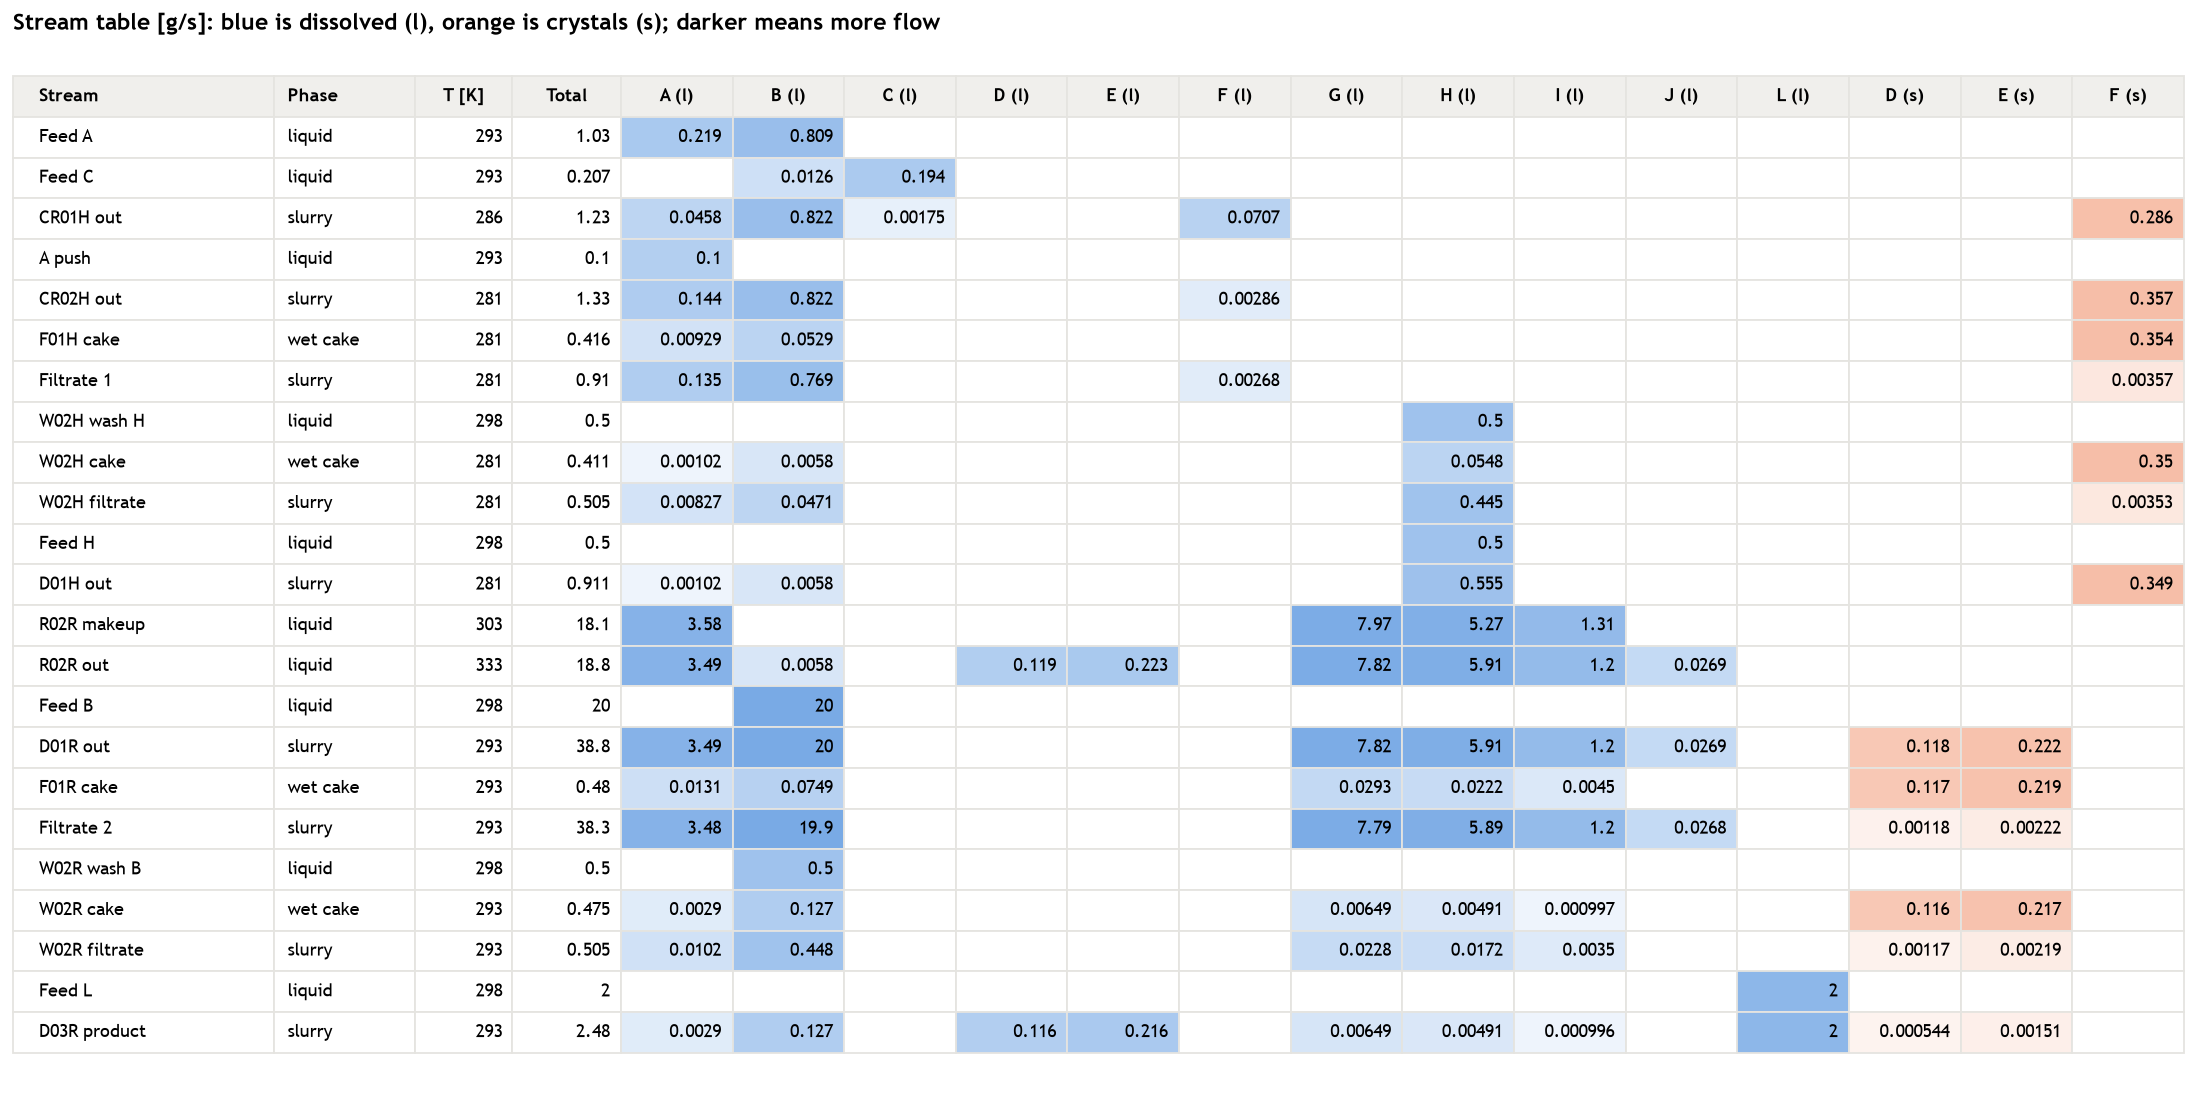 Stream table [g/s]: blue is dissolved (l), orange is crystals (s); darker means more flow
Stream Phase T [K] Total A (l) B (l) C (l) D (l) E (l) F (l) G (l) H (l) I (l) J (l) L (l) D (s) E (s) F (s)
Feed A liquid 293 1.03 0.219 0.809
Feed C liquid 293 0.207 0.0126 0.194
CR01H out slurry 286 1.23 0.0458 0.822 0.00175 0.0707 0.286
A push liquid 293 0.1 0.1
CR02H out slurry 281 1.33 0.144 0.822 0.00286 0.357
F01H cake wet cake 281 0.416 0.00929 0.0529 0.354
Filtrate 1 slurry 281 0.91 0.135 0.769 0.00268 0.00357
W02H wash H liquid 298 0.5 0.5
W02H cake wet cake 281 0.411 0.00102 0.0058 0.0548 0.35
W02H filtrate slurry 281 0.505 0.00827 0.0471 0.445 0.00353
Feed H liquid 298 0.5 0.5
D01H out slurry 281 0.911 0.00102 0.0058 0.555 0.349
R02R makeup liquid 303 18.1 3.58 7.97 5.27 1.31
R02R out liquid 333 18.8 3.49 0.0058 0.119 0.223 7.82 5.91 1.2 0.0269
Feed B liquid 298 20 20
D01R out slurry 293 38.8 3.49 20 7.82 5.91 1.2 0.0269 0.118 0.222
F01R cake wet cake 293 0.48 0.0131 0.0749 0.0293 0.0222 0.0045 0.117 0.219
Filtrate 2 slurry 293 38.3 3.48 19.9 7.79 5.89 1.2 0.0268 0.00118 0.00222
W02R wash B liquid 298 0.5 0.5
W02R cake wet cake 293 0.475 0.0029 0.127 0.00649 0.00491 0.000997 0.116 0.217
W02R filtrate slurry 293 0.505 0.0102 0.448 0.0228 0.0172 0.0035 0.00117 0.00219
Feed L liquid 298 2 2
D03R product slurry 293 2.48 0.0029 0.127 0.116 0.216 0.00649 0.00491 0.000996 2 0.000544 0.00151